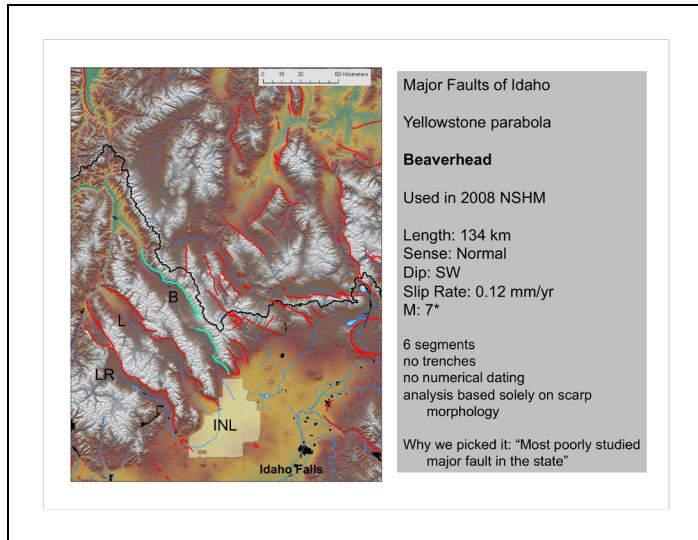 0 15 30 60 Kilometers
B
L
LR
INL
Idaho Falls
Major Faults of Idaho
Yellowstone parabola
Beaverhead
Used in 2008 NSHM
Length: 134 km
Sense: Normal
Dip: SW
Slip Rate: 0.12 mm/yr
M: 7*
6 segments
no trenches
no numerical dating
analysis based solely on scarp
morphology
Why we picked it: “Most poorly studied
major fault in the state”